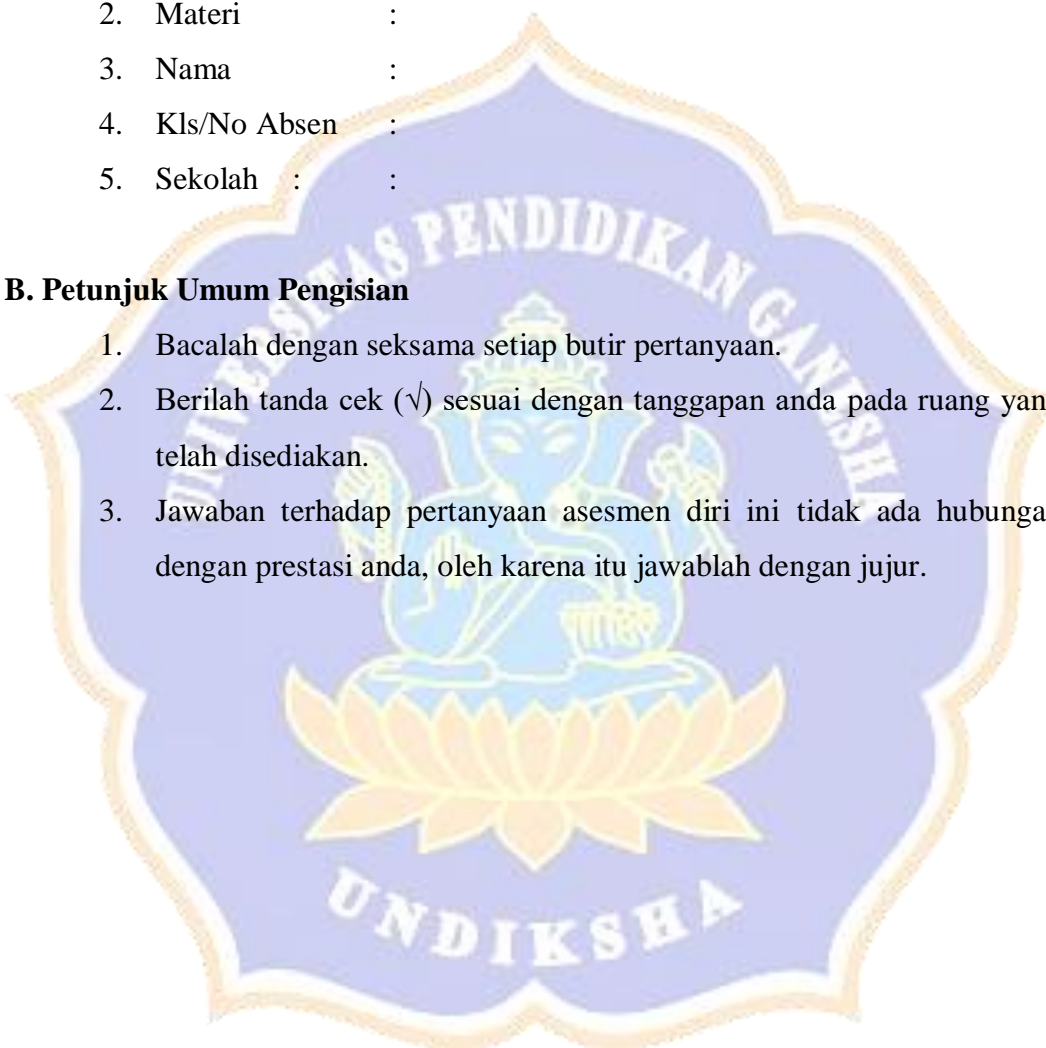 2. Materi :
3. Nama :
4. Kls/No Absen :
5. Sekolah : :
UNIVERSITAS PENDIDIKAN GANESHA
B. Petunjuk Umum Pengisian
1. Bacalah dengan seksama setiap butir pertanyaan.
2. Berilah tanda cek (√) sesuai dengan tanggapan anda pada ruang yan
telah disediakan.
3. Jawaban terhadap pertanyaan asesmen diri ini tidak ada hubunga
dengan prestasi anda, oleh karena itu jawablah dengan jujur.
UNDIKSHA